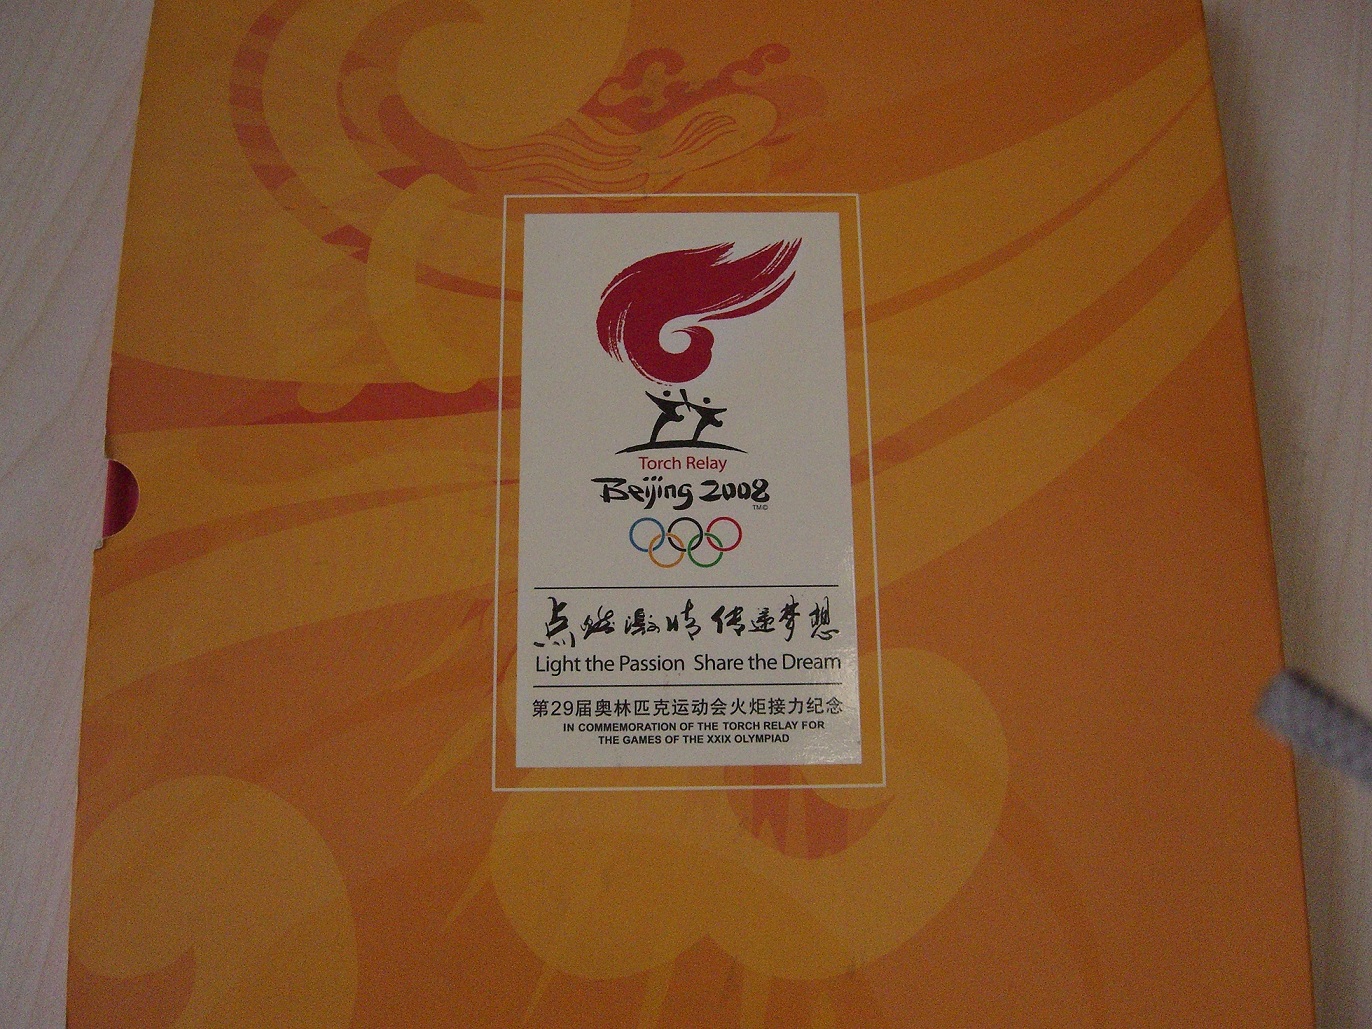 Torch Relay
Beijing 2008
TM©
点燃激情 传递梦想
Light the Passion Share the Dream
第29届奥林匹克运动会火炬接力纪念
IN COMMEMORATION OF THE TORCH RELAY FOR
THE GAMES OF THE XXIX OLYMPIAD